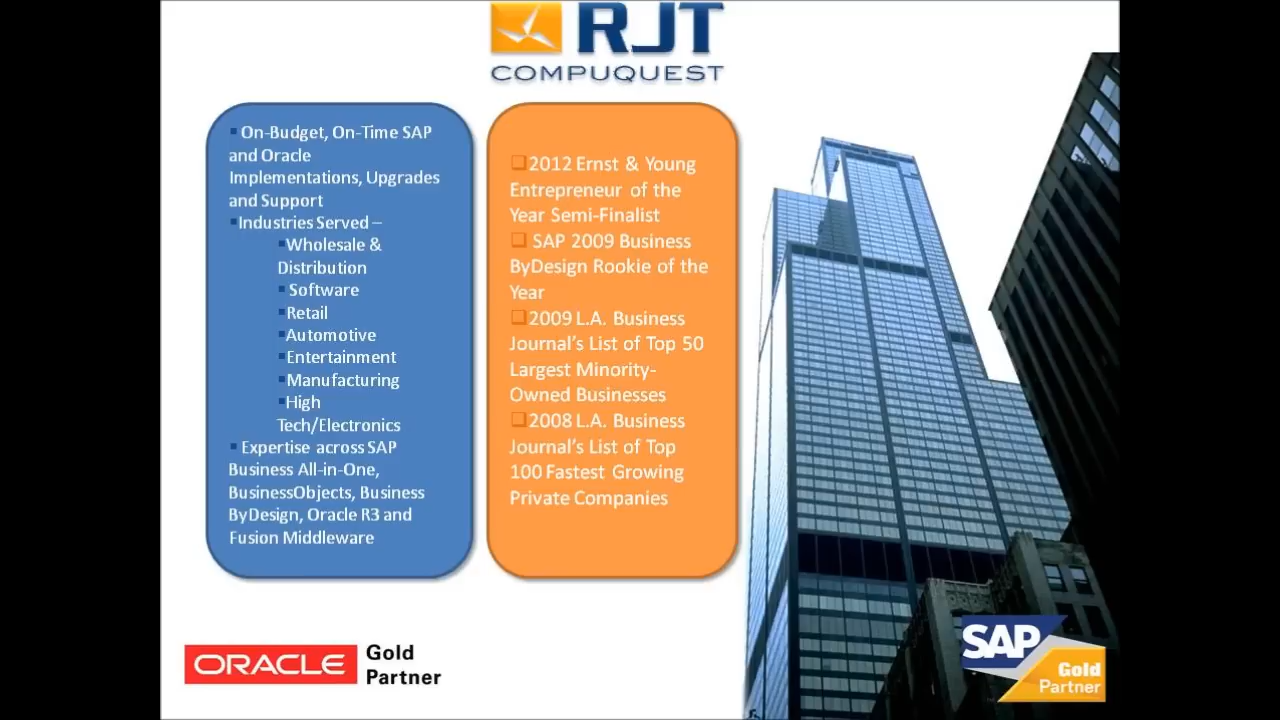 RJT
COMPUQUEST
▪ On-Budget, On-Time SAP
and Oracle
Implementations, Upgrades
and Support
▪Industries Served –
▪Wholesale &
Distribution
▪ Software
▪Retail
▪Automotive
▪Entertainment
▪Manufacturing
▪High
Tech/Electronics
▪ Expertise across SAP
Business All-in-One,
BusinessObjects, Business
ByDesign, Oracle R3 and
Fusion Middleware
❑2012 Ernst & Young
Entrepreneur of the
Year Semi-Finalist
❑ SAP 2009 Business
ByDesign Rookie of the
Year
❑2009 L.A. Business
Journal's List of Top 50
Largest Minority-
Owned Businesses
❑2008 L.A. Business
Journal's List of Top
100 Fastest Growing
Private Companies
ORACLE Gold
Partner
SAP
Gold
Partner